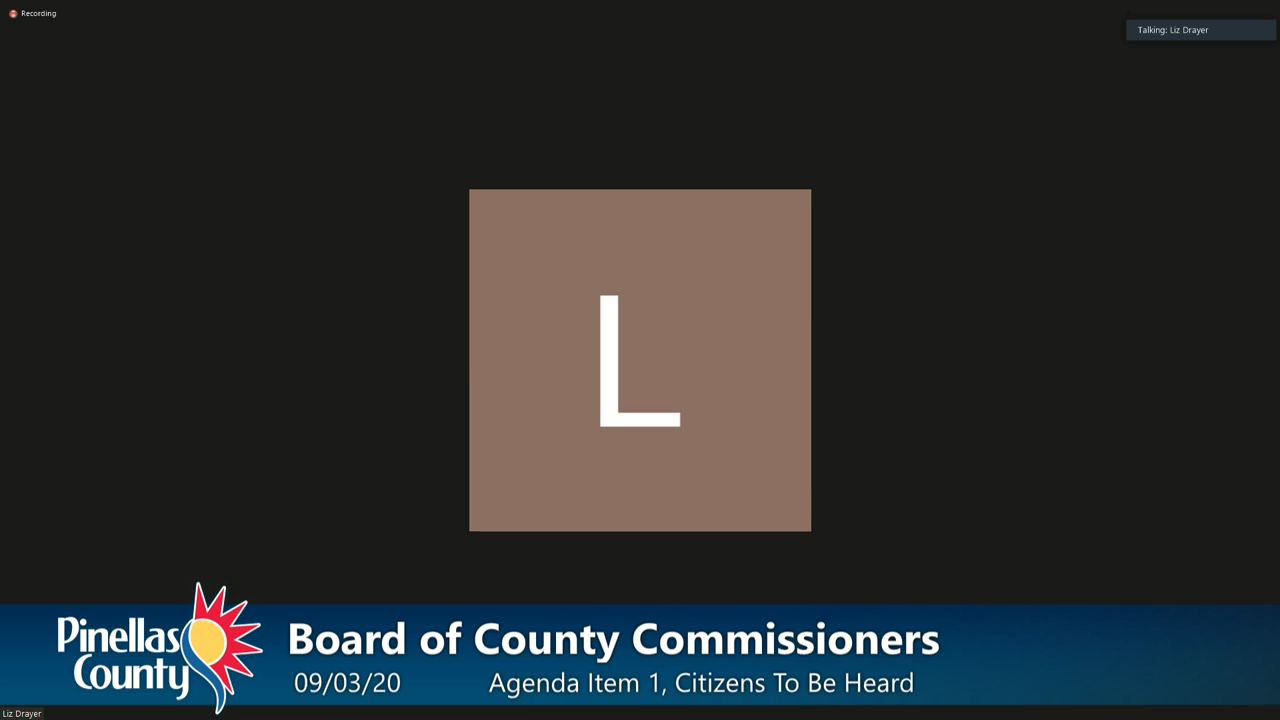 Recording
Talking: Liz Drayer
L
Pinellas
County
Board of County Commissioners
09/03/20 Agenda Item 1, Citizens To Be Heard
Liz Drayer